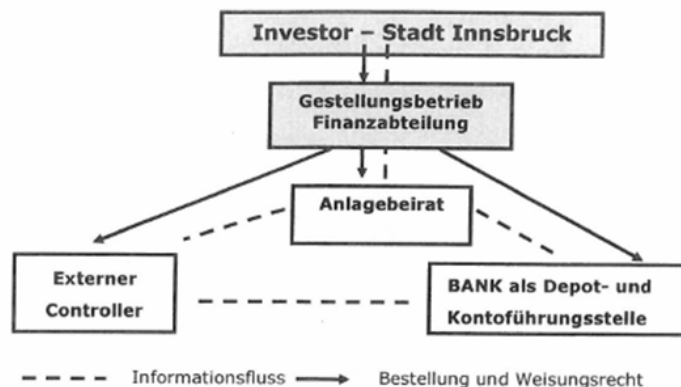 Investor – Stadt Innsbruck
Gestellungsbetrieb
Finanzabteilung
Anlagebeirat
Externer
Controller
BANK als Depot- und
Kontoführungsstelle
Informationsfluss
Bestellung und Weisungsrecht